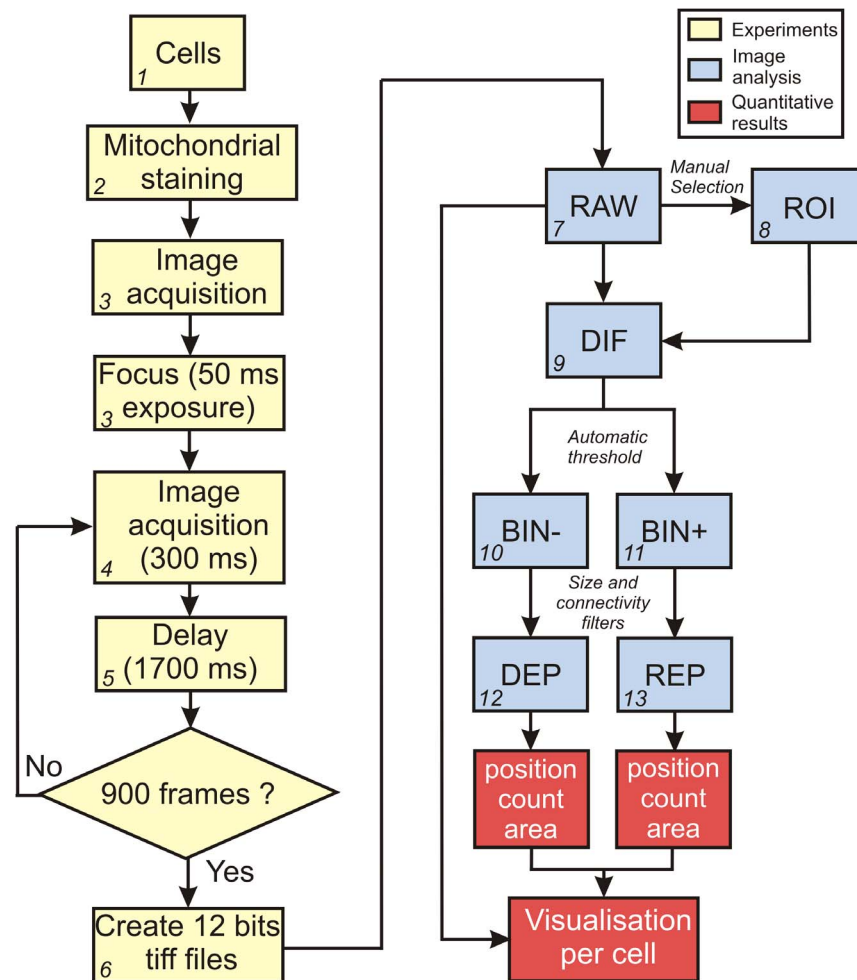 Cells
1
Mitochondrial
staining
2
Image
acquisition
3
Focus (50 ms
exposure)
3
Image
acquisition
(300 ms)
4
Delay
(1700 ms)
5
No
900 frames ?
Yes
Create 12 bits
tiff files
6
Experiments
Image
analysis
Quantitative
results
RAW
7
Manual
Selection
ROI
8
DIF
9
Automatic
threshold
BIN-
10
BIN+
11
Size and
connectivity
filters
DEP
12
REP
13
position
count
area
position
count
area
Visualisation
per cell